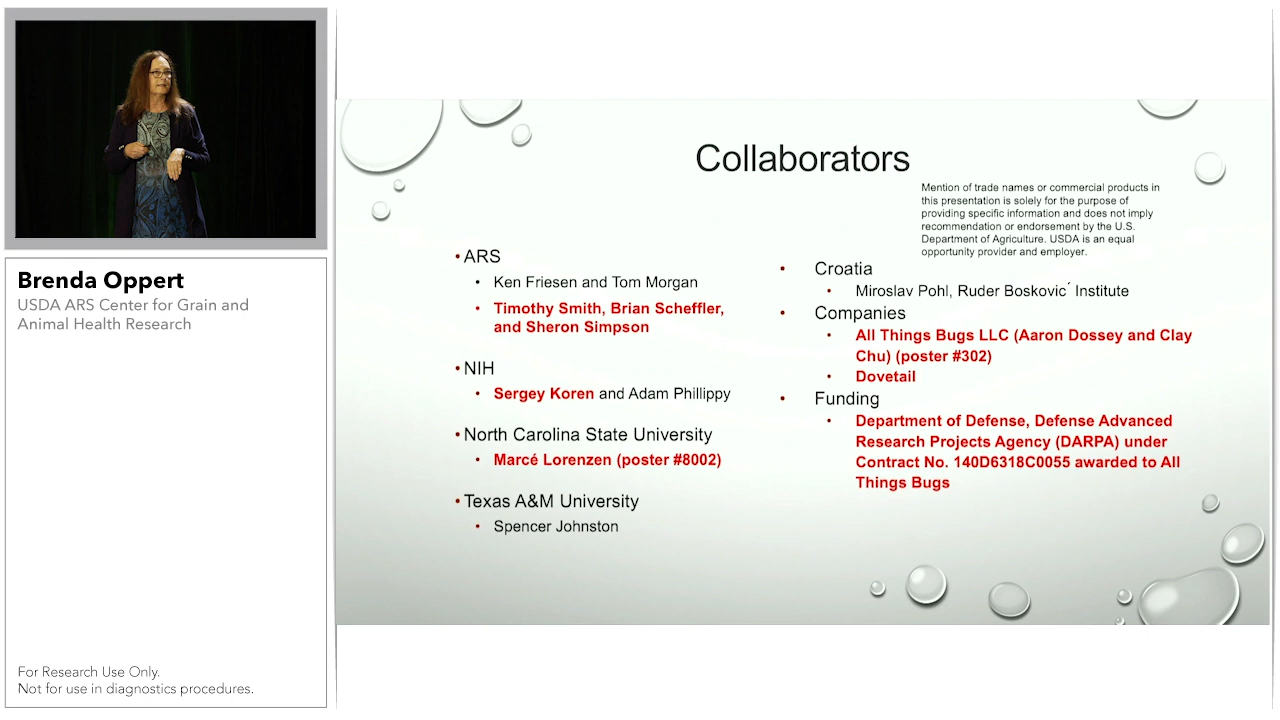 Brenda Oppert
USDA ARS Center for Grain and
Animal Health Research
For Research Use Only.
Not for use in diagnostics procedures.
Collaborators
Mention of trade names or commercial products in
this presentation is solely for the purpose of
providing specific information and does not imply
recommendation or endorsement by the U.S.
Department of Agriculture. USDA is an equal
opportunity provider and employer.
• ARS
• Ken Friesen and Tom Morgan
• Timothy Smith, Brian Scheffler,
and Sheron Simpson
• NIH
• Sergey Koren and Adam Phillippy
• North Carolina State University
• Marcé Lorenzen (poster #8002)
• Texas A&M University
• Spencer Johnston
• Croatia
• Miroslav Pohl, Ruder Boskovic´ Institute
• Companies
• All Things Bugs LLC (Aaron Dossey and Clay
Chu) (poster #302)
• Dovetail
• Funding
• Department of Defense, Defense Advanced
Research Projects Agency (DARPA) under
Contract No. 140D6318C0055 awarded to All
Things Bugs